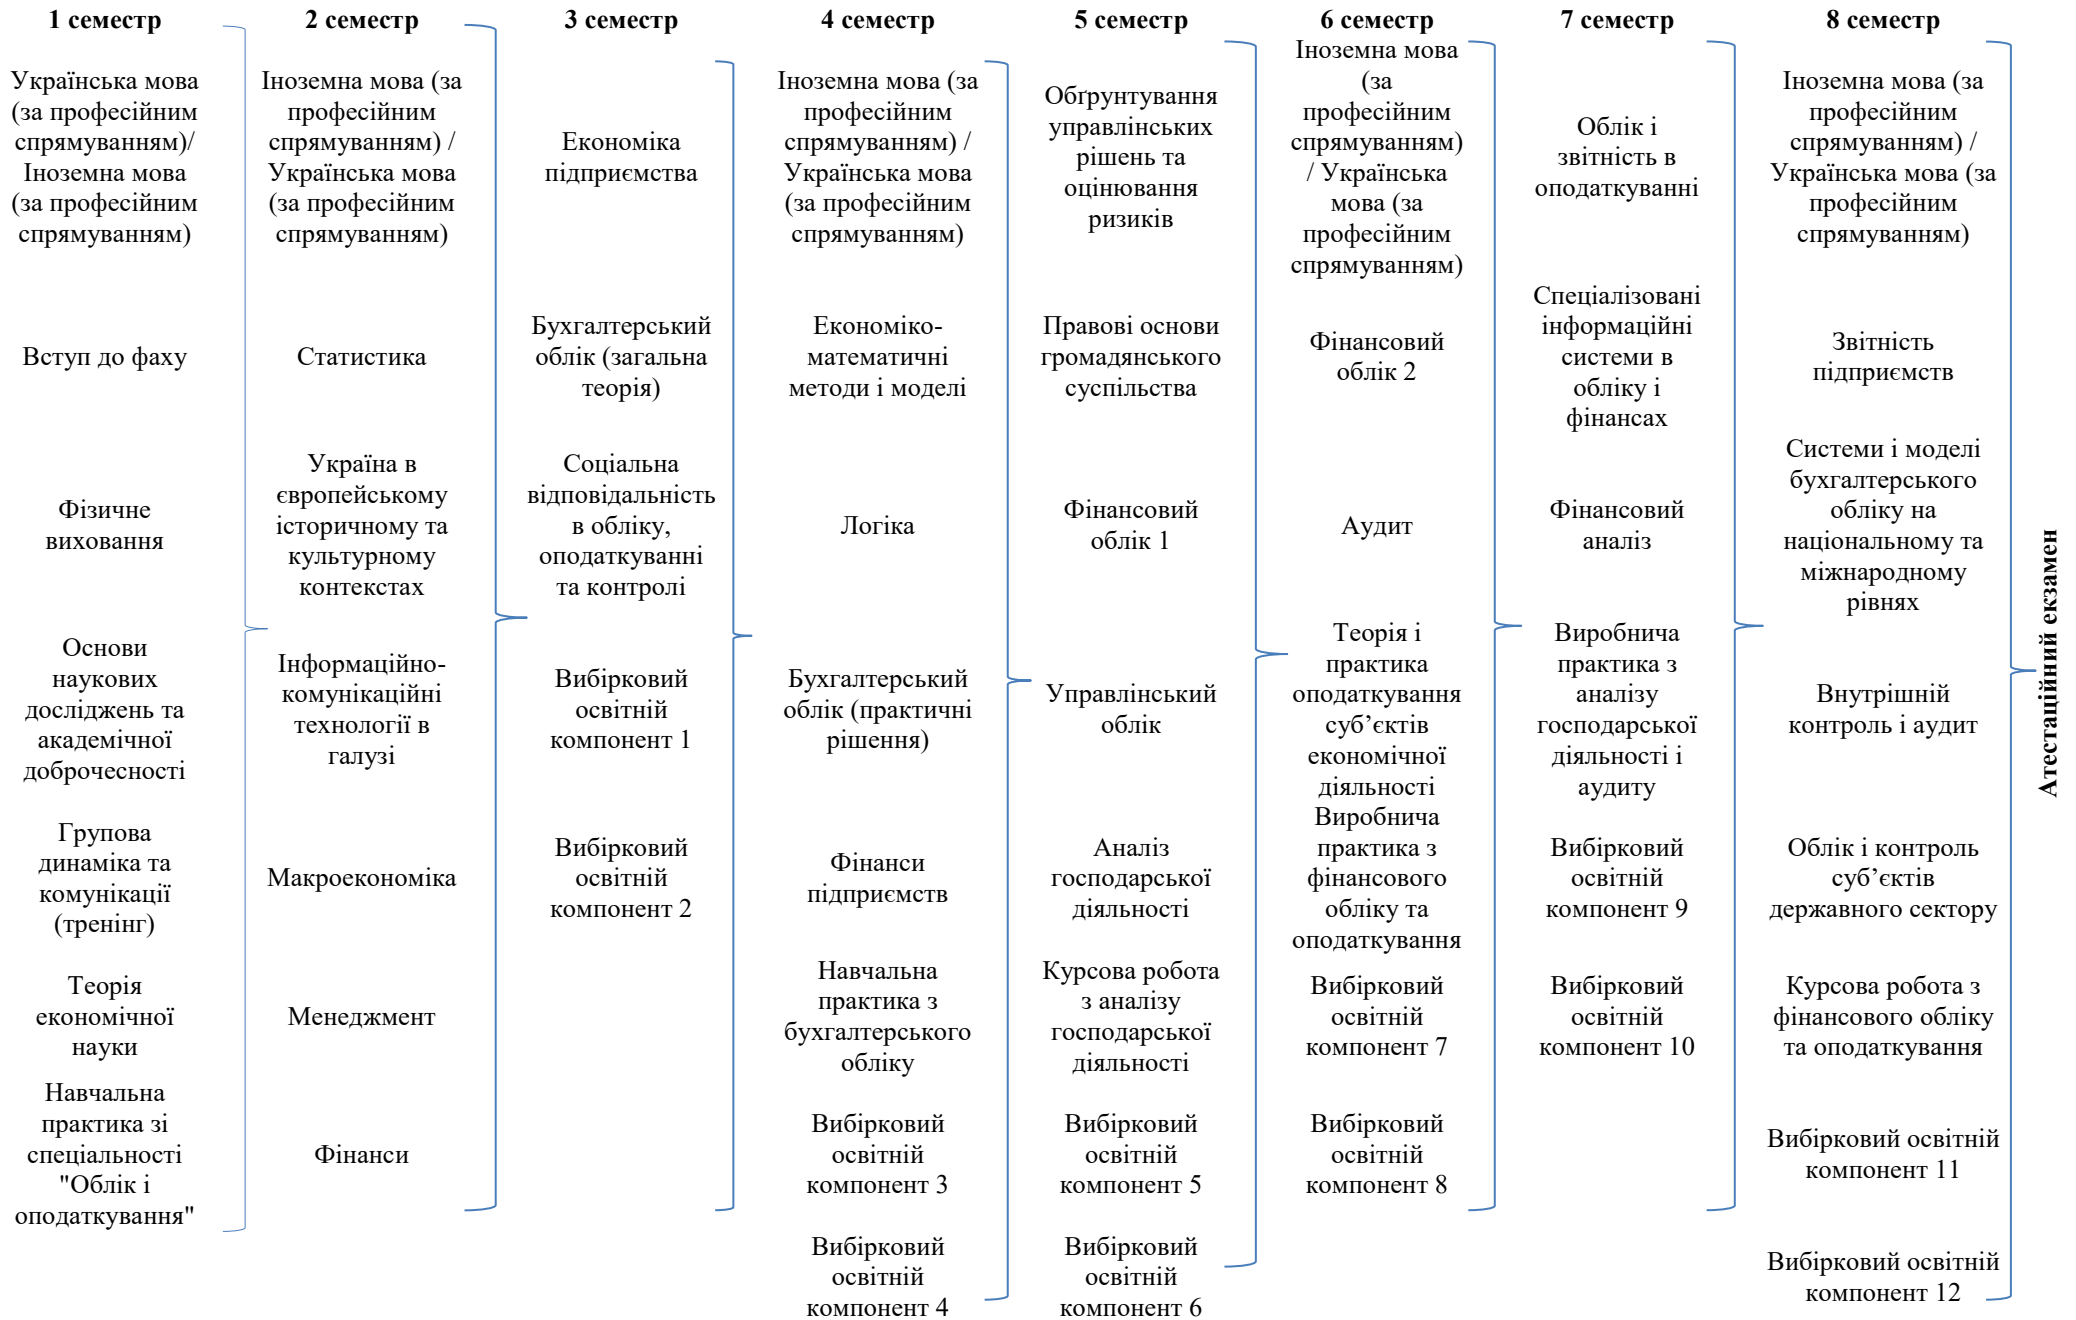 1 семестр
Українська мова
(за професійним
спрямуванням)/
Іноземна мова
(за професійним
спрямуванням)
Вступ до фаху
Фізичне
виховання
Основи
наукових
досліджень та
академічної
доброчесності
Групова
динаміка та
комунікації
(тренінг)
Теорія
економічної
науки
Навчальна
практика зі
спеціальності
"Облік і
оподаткування"
2 семестр
Іноземна мова (за
професійним
спрямуванням) /
Українська мова
(за професійним
спрямуванням)
Статистика
Україна в
європейському
історичному та
культурному
контекстах
Інформаційно-
комунікаційні
технології в
галузі
Макроекономіка
Менеджмент
Фінанси
3 семестр
Економіка
підприємства
Бухгалтерський
облік (загальна
теорія)
Соціальна
відповідальність
в обліку,
оподаткуванні
та контролі
Вибірковий
освітній
компонент 1
Вибірковий
освітній
компонент 2
4 семестр
Іноземна мова (за
професійним
спрямуванням) /
Українська мова
(за професійним
спрямуванням)
Економіко-
математичні
методи і моделі
Логіка
Бухгалтерський
облік (практичні
рішення)
Фінанси
підприємств
Навчальна
практика з
бухгалтерського
обліку
Вибірковий
освітній
компонент 3
Вибірковий
освітній
компонент 4
5 семестр
Обґрунтування
управлінських
рішень та
оцінювання
ризиків
Правові основи
громадянського
суспільства
Фінансовий
облік 1
Управлінський
облік
Аналіз
господарської
діяльності
Курсова робота
з аналізу
господарської
діяльності
Вибірковий
освітній
компонент 5
Вибірковий
освітній
компонент 6
6 семестр
Іноземна мова
(за
професійним
спрямуванням)
/ Українська
мова (за
професійним
спрямуванням)
Фінансовий
облік 2
Аудит
Теорія і
практика
оподаткування
суб’єктів
економічної
діяльності
Виробнича
практика з
фінансового
обліку та
оподаткування
Вибірковий
освітній
компонент 7
Вибірковий
освітній
компонент 8
7 семестр
Облік і
звітність в
оподаткуванні
Спеціалізовані
інформаційні
системи в
обліку і
фінансах
Фінансовий
аналіз
Виробнича
практика з
аналізу
господарської
діяльності і
аудиту
Вибірковий
освітній
компонент 9
Вибірковий
освітній
компонент 10
8 семестр
Іноземна мова (за
професійним
спрямуванням) /
Українська мова (за
професійним
спрямуванням)
Звітність
підприємств
Системи і моделі
бухгалтерського
обліку на
національному та
міжнародному
рівнях
Внутрішній
контроль і аудит
Облік і контроль
суб’єктів
державного сектору
Курсова робота з
фінансового обліку
та оподаткування
Вибірковий освітній
компонент 11
Вибірковий освітній
компонент 12
Атестаційний екзамен